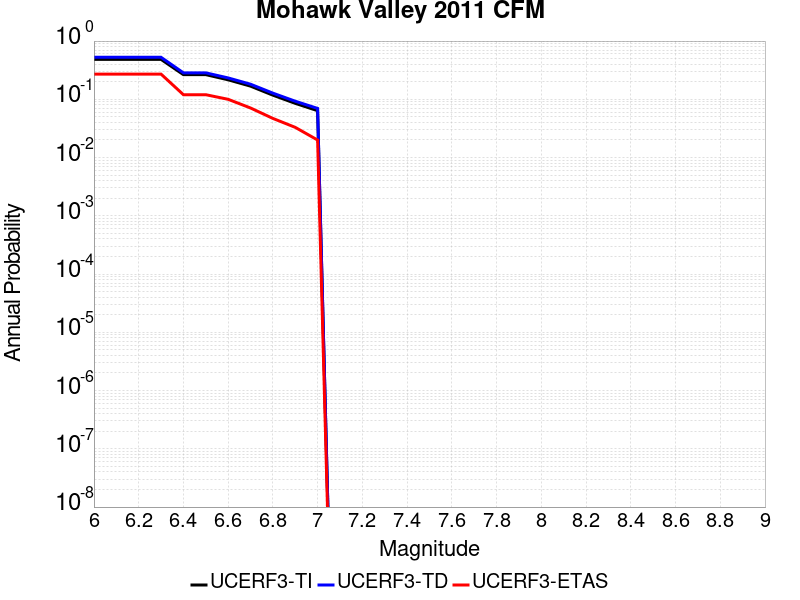 Mohawk Valley 2011 CFM
10^0
10^-1
10^-2
10^-3
10^-4
10^-5
10^-6
10^-7
10^-8
Annual Probability
6 6.2 6.4 6.6 6.8 7 7.2 7.4 7.6 7.8 8 8.2 8.4 8.6 8.8 9
Magnitude
UCERF3-TI UCERF3-TD UCERF3-ETAS